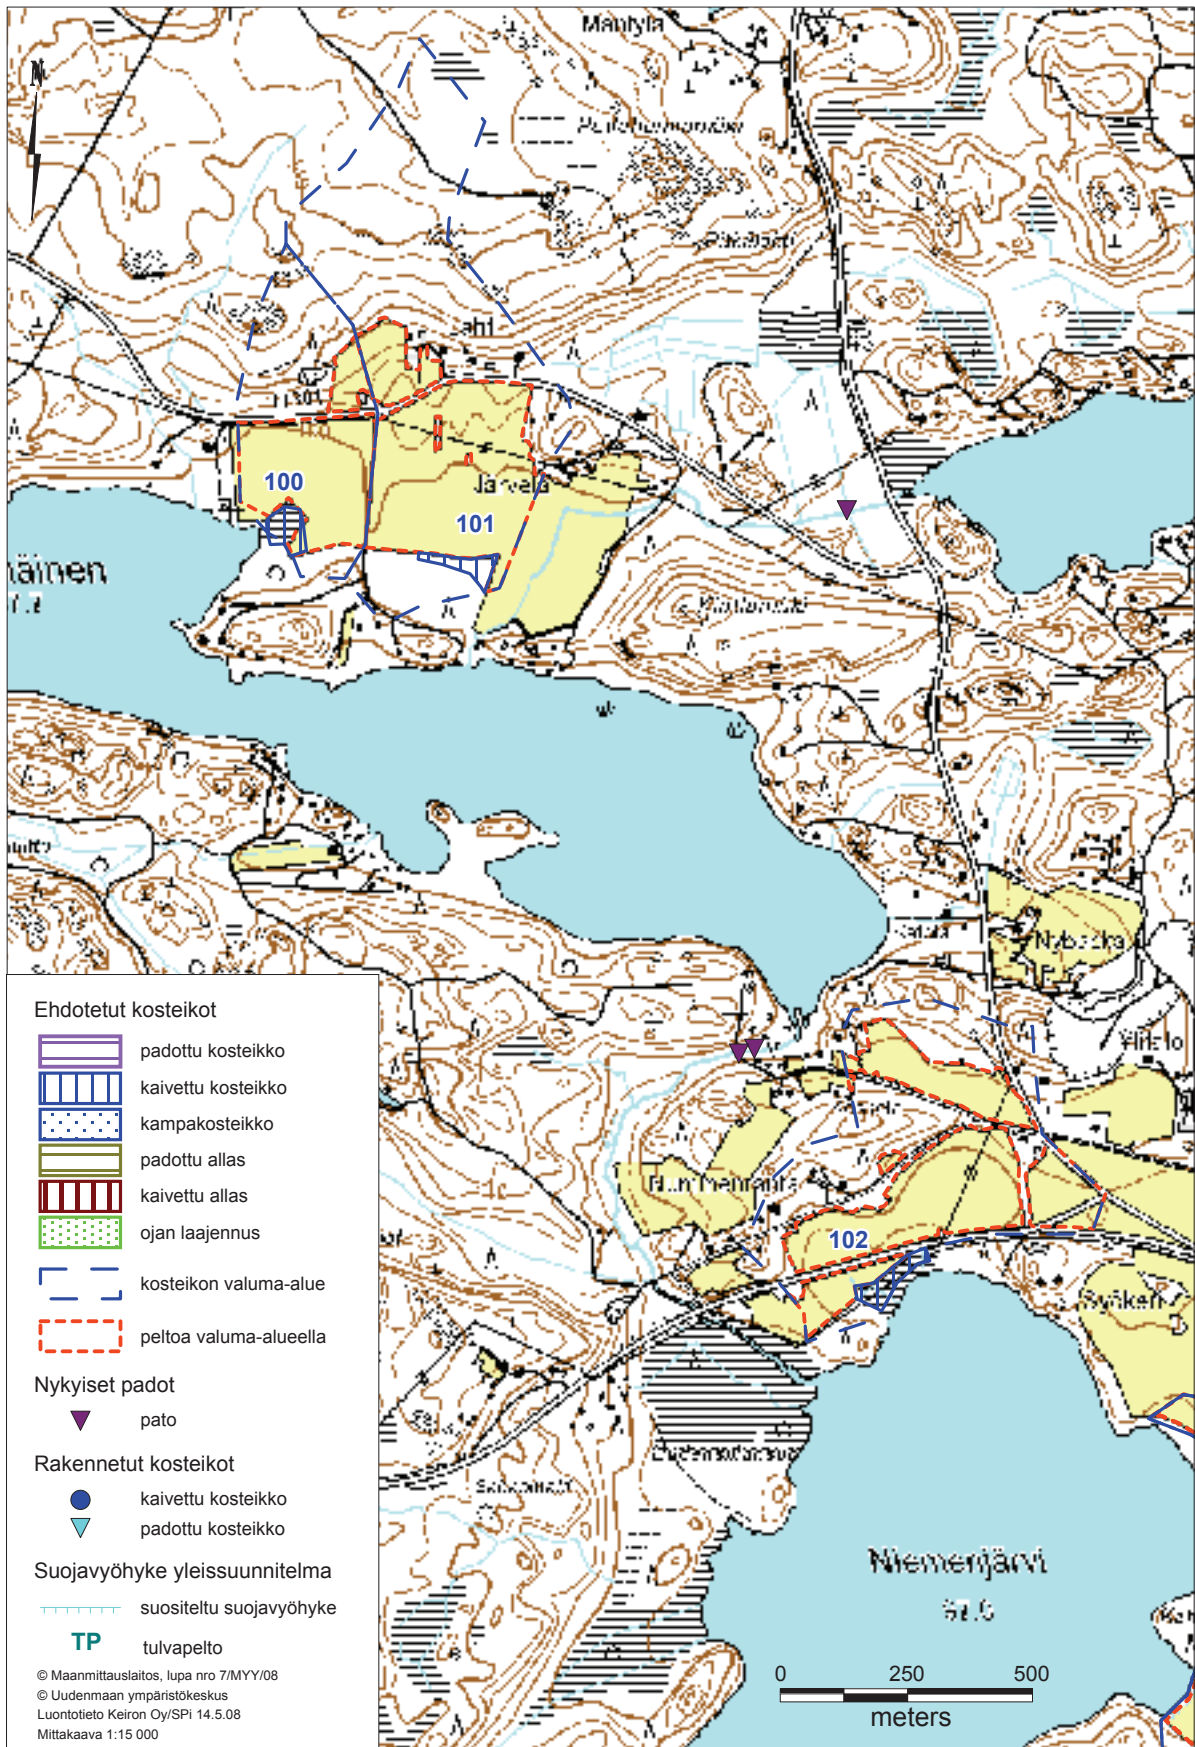 Mäntylä
N
Lahti
100
Järvelä
101
Nybacka
Nummenranta
102
Niemenjärvi
Ehdotetut kosteikot
padottu kosteikko
kaivettu kosteikko
kampakosteikko
padottu allas
kaivettu allas
ojan laajennus
kosteikon valuma-alue
peltoa valuma-alueella
Nykyiset padot
pato
Rakennetut kosteikot
kaivettu kosteikko
padottu kosteikko
Suojavyöhyke yleissuunnitelma
suositeltu suojavyöhyke
TP tulvapelto
© Maanmittauslaitos, lupa nro 7/MYY/08
© Uudenmaan ympäristökeskus
Luontotieto Keiron Oy/SPi 14.5.08
Mittakaava 1:15 000
0 250 500
meters